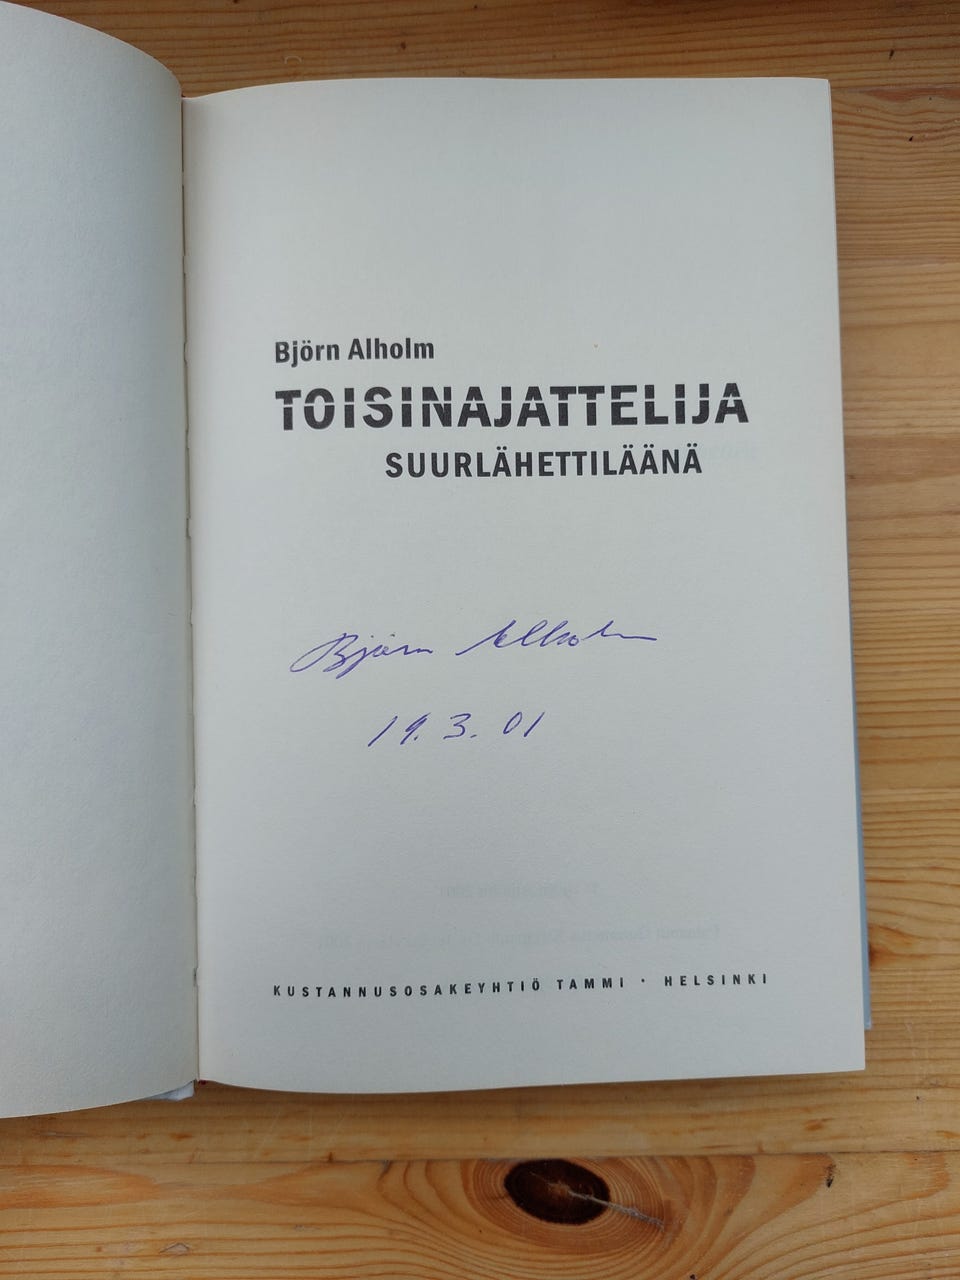 Björn Alholm
TOISINAJATTELIJA
SUURLÄHETTILÄÄNÄ
Björn Alholm
19.3.01
KUSTANNUSOSAKEYHTIÖ TAMMI · HELSINKI